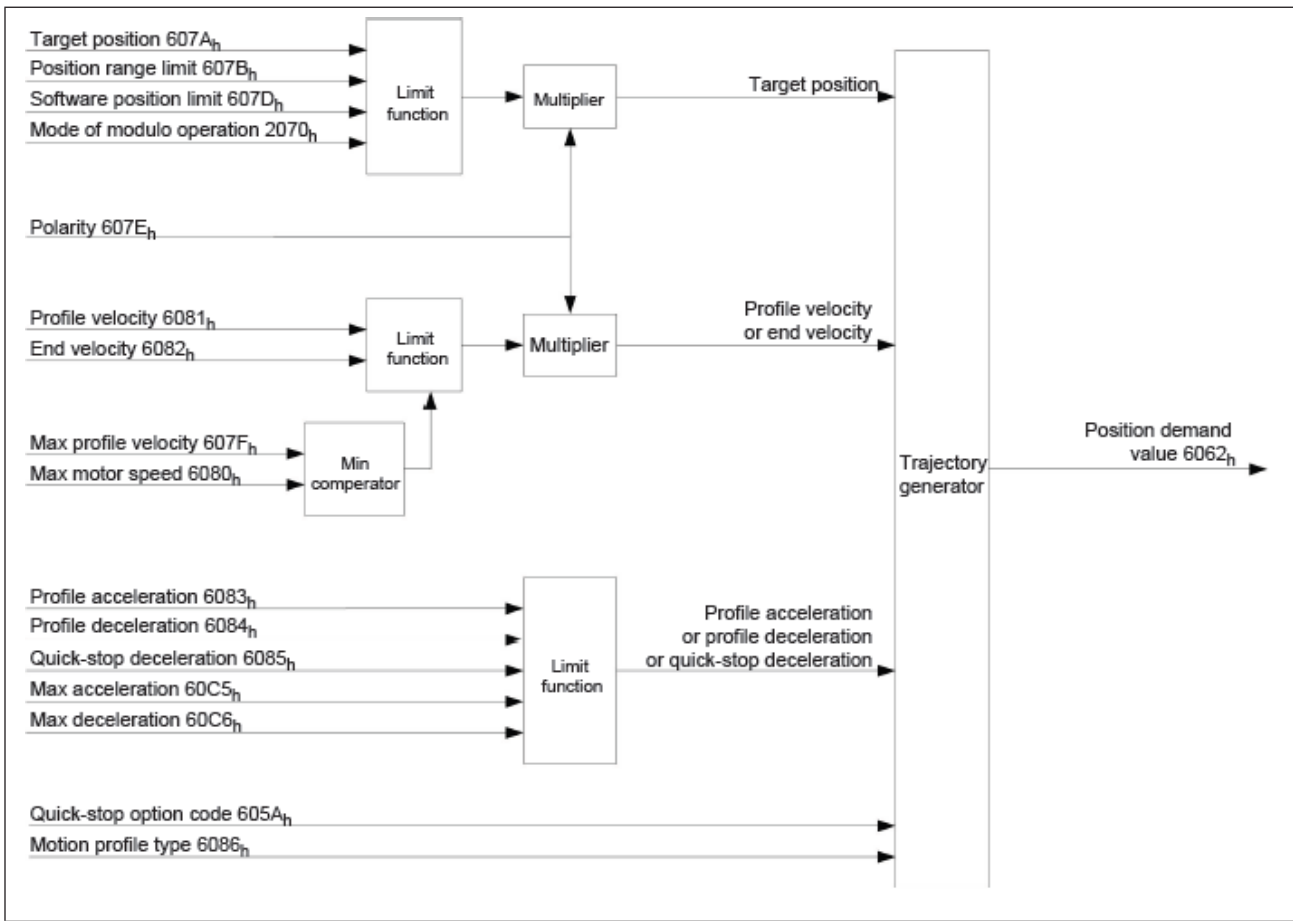 Target position 607Ah
Position range limit 607Bh
Software position limit 607Dh
Mode of modulo operation 2070h
Limit
function
Multiplier
Target position
Polarity 607Eh
Profile velocity 6081h
End velocity 6082h
Limit
function
Multiplier
Profile velocity
or end velocity
Max profile velocity 607Fh
Max motor speed 6080h
Min
comperator
Trajectory
generator
Position demand
value 6062h
Profile acceleration 6083h
Profile deceleration 6084h
Quick-stop deceleration 6085h
Max acceleration 60C5h
Max deceleration 60C6h
Limit
function
Profile acceleration
or profile deceleration
or quick-stop deceleration
Quick-stop option code 605Ah
Motion profile type 6086h